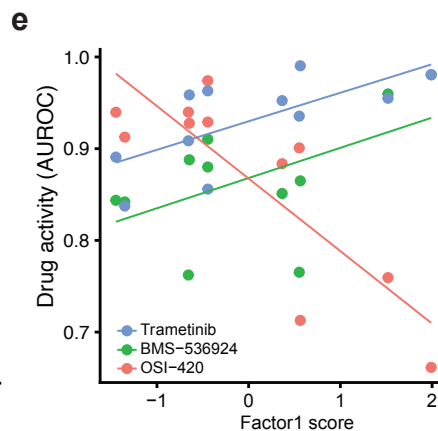 e
Drug activity (AUROC)
1.0
0.9
0.8
0.7
Trametinib
BMS−536924
OSI−420
−1
0
1
2
Factor1 score